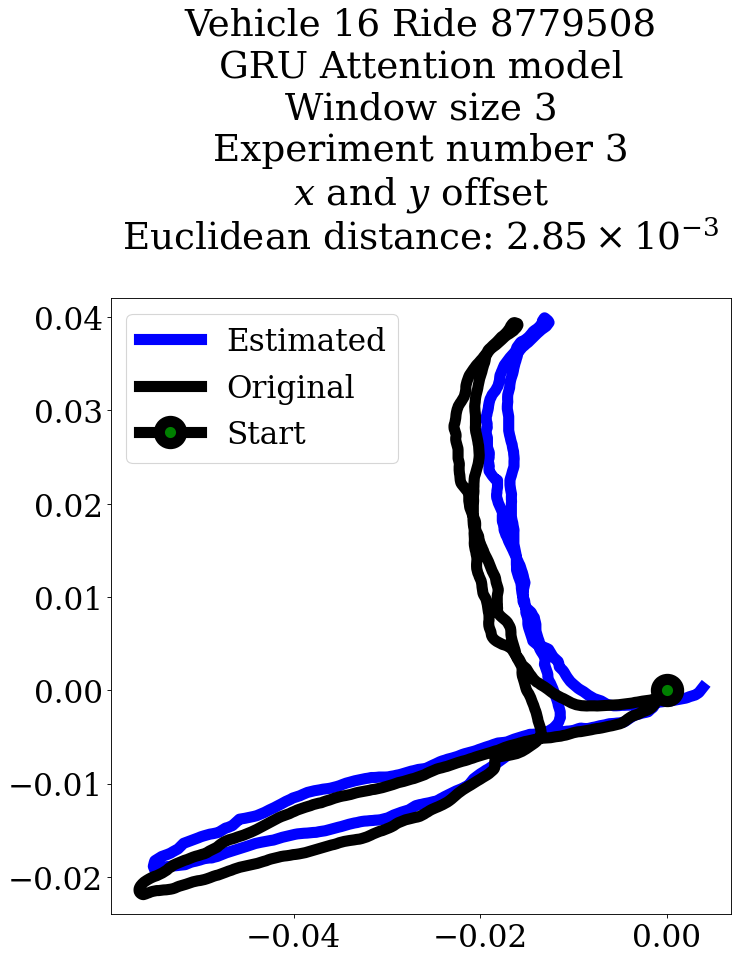 Vehicle 16 Ride 8779508
GRU Attention model
Window size 3
Experiment number 3
x and y offset
Euclidean distance: 2.85 × 10⁻³
Estimated
Original
Start
0.04
0.03
0.02
0.01
0.00
−0.01
−0.02
−0.04
−0.02
0.00